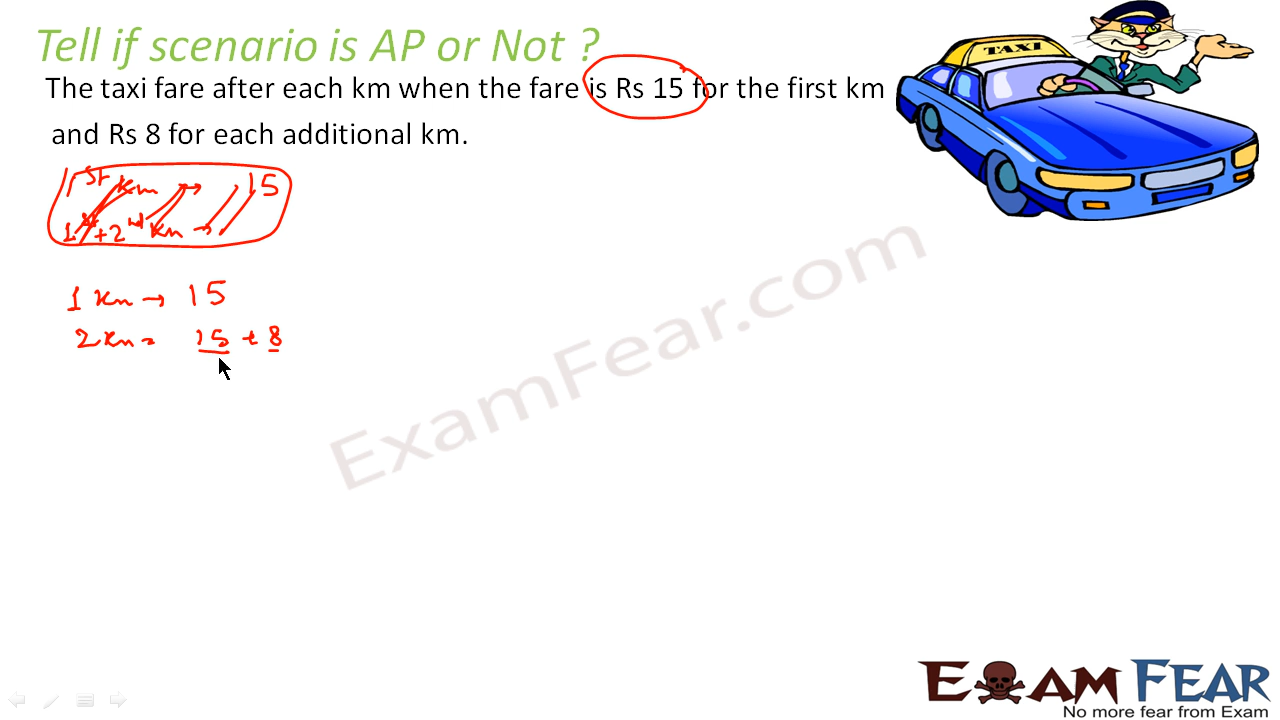 Tell if scenario is AP or Not ?
TAXI
The taxi fare after each km when the fare is Rs 15 for the first km
and Rs 8 for each additional km.
1st km → 15
1st + 2nd km →
1 km → 15
2 km = 15 + 8
ExamFear.com
EXAM FEAR
No more fear from Exam